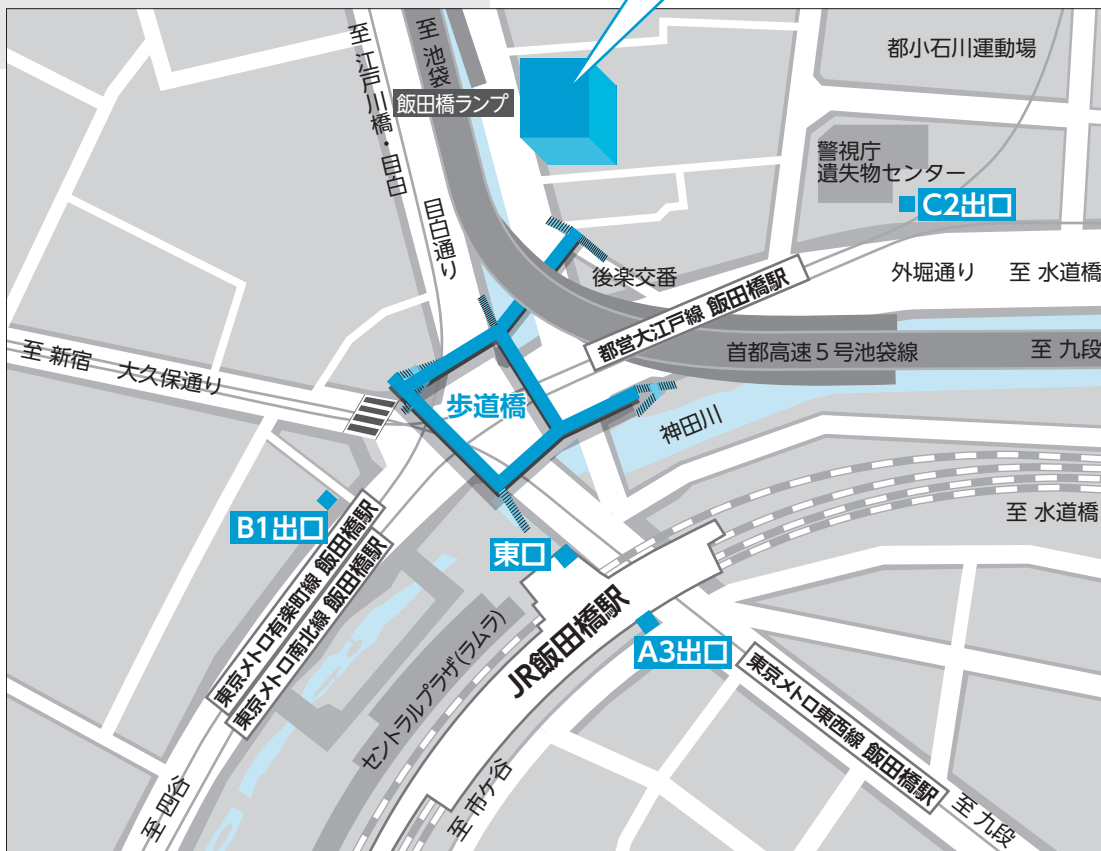 至 江戸川橋・目白
至 池袋
都小石川運動場
飯田橋ランプ
警視庁
遺失物センター
C2出口
目白通り
後楽交番
外堀通り
至 水道橋
都営大江戸線 飯田橋駅
首都高速5号池袋線
至 九段
至 新宿
大久保通り
歩道橋
神田川
B1出口
東口
至 水道橋
東京メトロ有楽町線 飯田橋駅
東京メトロ南北線 飯田橋駅
セントラルプラザ(ラムラ)
JR飯田橋駅
A3出口
東京メトロ東西線 飯田橋駅
至 四谷
至 市ヶ谷
至 九段